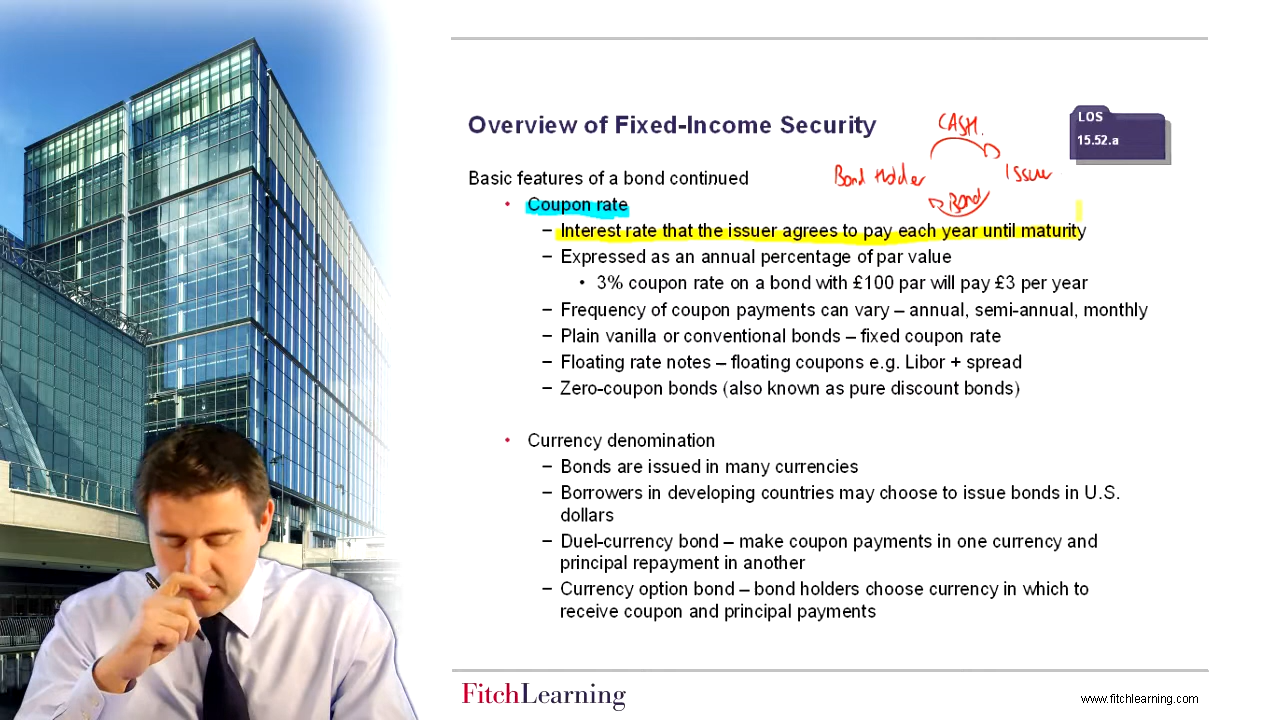 Overview of Fixed-Income Security
CASH.
LOS
15.52.a
Basic features of a bond continued
Bond Holder
Issuer
Bond
• Coupon rate
– Interest rate that the issuer agrees to pay each year until maturity
– Expressed as an annual percentage of par value
• 3% coupon rate on a bond with £100 par will pay £3 per year
– Frequency of coupon payments can vary – annual, semi-annual, monthly
– Plain vanilla or conventional bonds – fixed coupon rate
– Floating rate notes – floating coupons e.g. Libor + spread
– Zero-coupon bonds (also known as pure discount bonds)
• Currency denomination
– Bonds are issued in many currencies
– Borrowers in developing countries may choose to issue bonds in U.S.
dollars
– Duel-currency bond – make coupon payments in one currency and
principal repayment in another
– Currency option bond – bond holders choose currency in which to
receive coupon and principal payments
FitchLearning
www.fitchlearning.com